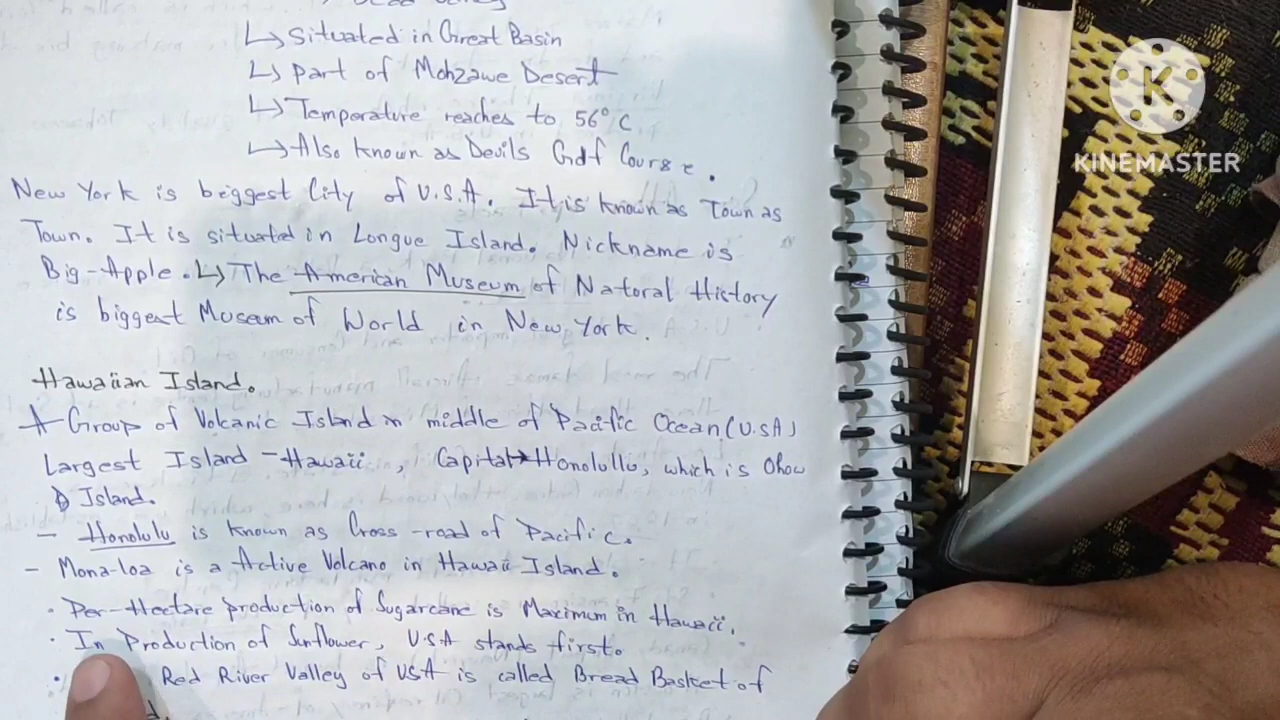 ↳ Situated in Great Basin
↳ part of Mohzawe Desert
↳ Temperature reaches to 56°C
↳ Also known as Devils Golf Course.
New York is biggest City of U.S.A. It is known as Town as
Town. It is situated in Longue Island. Nickname is
Big-Apple. ↳ The American Museum of Natoral History
is biggest Museum of World in New York.
Hawaiian Island.
A Group of Volcanic Island in middle of Pacific Ocean (U.S.A)
Largest Island - Hawaii, Capital → Honolullu, which is Ohow
Island.
- Honolulu is known as Cross-road of Pacific.
- Mona-loa is a Active Volcano in Hawaii Island.
· Per-Hectare production of Sugarcane is Maximum in Hawaii.
· In Production of Sunflower, U.S.A stands first.
· Red River Valley of USA is called Bread Basket of
KINEMASTER